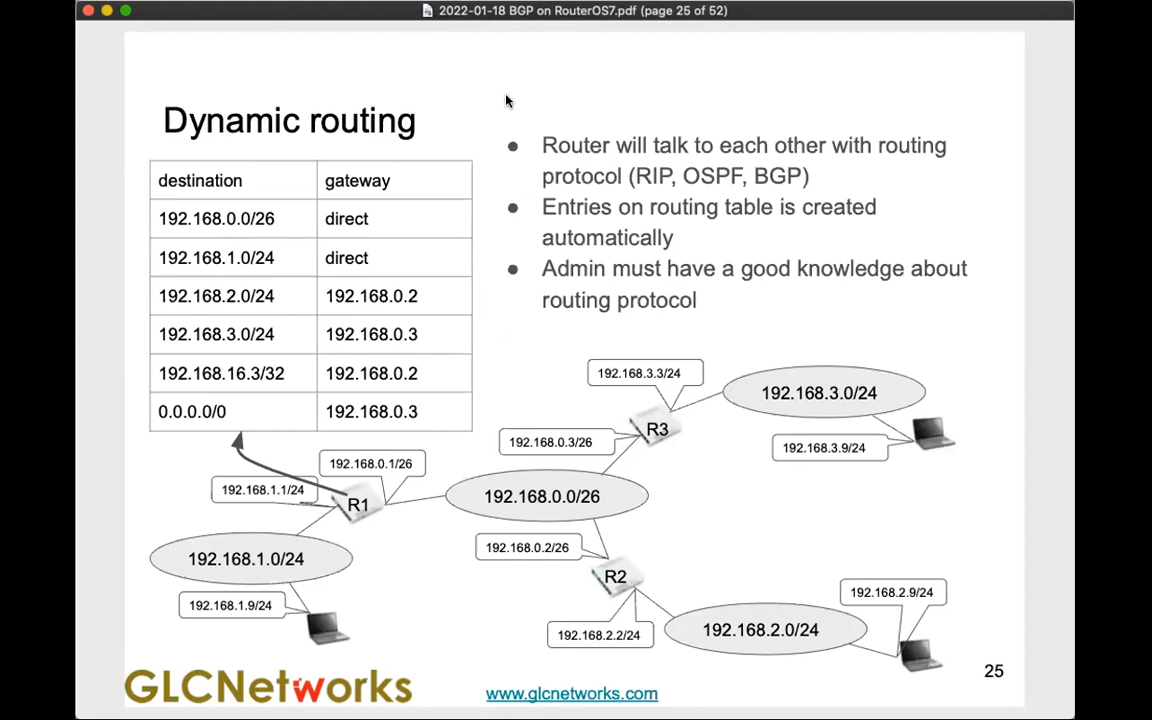 2022-01-18 BGP on RouterOS7.pdf (page 25 of 52)
Dynamic routing
destination gateway
192.168.0.0/26 direct
192.168.1.0/24 direct
192.168.2.0/24 192.168.0.2
192.168.3.0/24 192.168.0.3
192.168.16.3/32 192.168.0.2
0.0.0.0/0 192.168.0.3
● Router will talk to each other with routing
protocol (RIP, OSPF, BGP)
● Entries on routing table is created
automatically
● Admin must have a good knowledge about
routing protocol
192.168.3.3/24
192.168.3.0/24
R3
192.168.0.3/26
192.168.3.9/24
192.168.0.1/26
192.168.1.1/24
R1
192.168.0.0/26
192.168.0.2/26
192.168.1.0/24
R2
192.168.1.9/24
192.168.2.9/24
192.168.2.2/24
192.168.2.0/24
GLCNetworks
www.glcnetworks.com
25